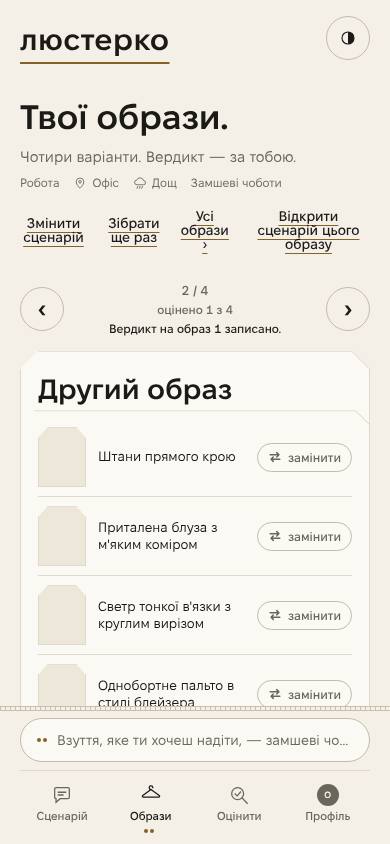 люстерко
Твої образи.
Чотири варіанти. Вердикт — за тобою.
Робота Офіс Дощ Замшеві чоботи
Змінити
сценарій
Зібрати
ще раз
Усі
образи
›
Відкрити
сценарій цього
образу
‹
2 / 4
оцінено 1 з 4
Вердикт на образ 1 записано.
›
Другий образ
Штани прямого крою
замінити
Приталена блуза з
м'яким коміром
замінити
Светр тонкої в'язки з
круглим вирізом
замінити
Однобортне пальто в
стилі блейзера
замінити
Взуття, яке ти хочеш надіти, — замшеві чо...
Сценарій
Образи
Оцінити
О
Профіль